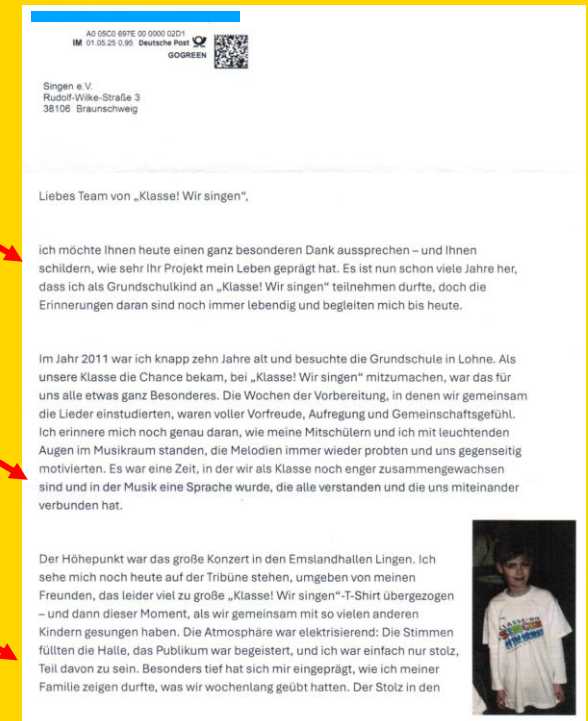 A0 05C0 697E 00 0000 02D1
IM 01.05.25 0.95 Deutsche Post
GOGREEN
Singen e.V.
Rudolf-Wilke-Straße 3
38106 Braunschweig
Liebes Team von „Klasse! Wir singen“,
ich möchte Ihnen heute einen ganz besonderen Dank aussprechen – und Ihnen
schildern, wie sehr Ihr Projekt mein Leben geprägt hat. Es ist nun schon viele Jahre her,
dass ich als Grundschulkind an „Klasse! Wir singen“ teilnehmen durfte, doch die
Erinnerungen daran sind noch immer lebendig und begleiten mich bis heute.
Im Jahr 2011 war ich knapp zehn Jahre alt und besuchte die Grundschule in Lohne. Als
unsere Klasse die Chance bekam, bei „Klasse! Wir singen“ mitzumachen, war das für
uns alle etwas ganz Besonderes. Die Wochen der Vorbereitung, in denen wir gemeinsam
die Lieder einstudierten, waren voller Vorfreude, Aufregung und Gemeinschaftsgefühl.
Ich erinnere mich noch genau daran, wie meine Mitschülern und ich mit leuchtenden
Augen im Musikraum standen, die Melodien immer wieder probten und uns gegenseitig
motivierten. Es war eine Zeit, in der wir als Klasse noch enger zusammengewachsen
sind und in der Musik eine Sprache wurde, die alle verstanden und die uns miteinander
verbunden hat.
Der Höhepunkt war das große Konzert in den Emslandhallen Lingen. Ich
sehe mich noch heute auf der Tribüne stehen, umgeben von meinen
Freunden, das leider viel zu große „Klasse! Wir singen“-T-Shirt übergezogen
– und dann dieser Moment, als wir gemeinsam mit so vielen anderen
Kindern gesungen haben. Die Atmosphäre war elektrisierend: Die Stimmen
füllten die Halle, das Publikum war begeistert, und ich war einfach nur stolz,
Teil davon zu sein. Besonders tief hat sich mir eingeprägt, wie ich meiner
Familie zeigen durfte, was wir wochenlang geübt hatten. Der Stolz in den